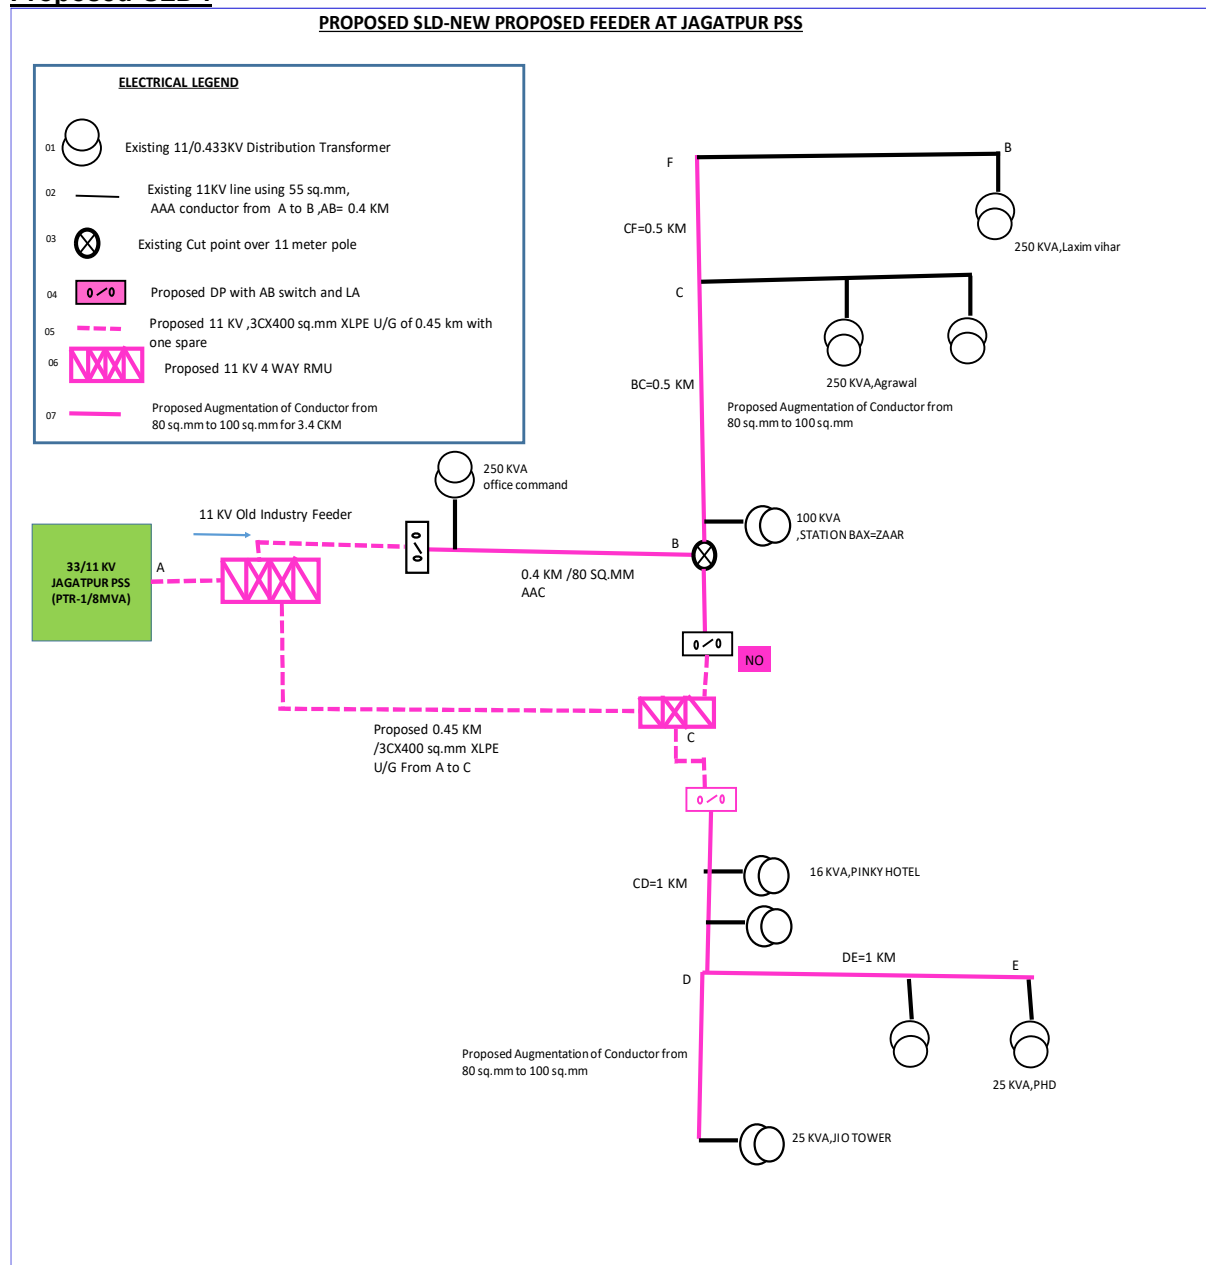 PROPOSED SLD-NEW PROPOSED FEEDER AT JAGATPUR PSS
ELECTRICAL LEGEND
01
Existing 11/0.433KV Distribution Transformer
02
Existing 11KV line using 55 sq.mm,
AAA conductor from A to B ,AB= 0.4 KM
03
Existing Cut point over 11 meter pole
04
0 0
Proposed DP with AB switch and LA
05
Proposed 11 KV ,3CX400 sq.mm XLPE U/G of 0.45 km with
one spare
06
Proposed 11 KV 4 WAY RMU
07
Proposed Augmentation of Conductor from
80 sq.mm to 100 sq.mm for 3.4 CKM
F
B
CF=0.5 KM
250 KVA,Laxim vihar
C
BC=0.5 KM
250 KVA,Agrawal
Proposed Augmentation of Conductor from
80 sq.mm to 100 sq.mm
250 KVA
office command
11 KV Old Industry Feeder
100 KVA
,STATION BAX=ZAAR
B
33/11 KV
JAGATPUR PSS
(PTR-1/8MVA)
A
0 0
0.4 KM /80 SQ.MM
AAC
0 0
NO
Proposed 0.45 KM
/3CX400 sq.mm XLPE
U/G From A to C
C
0 0
CD=1 KM
16 KVA,PINKY HOTEL
DE=1 KM
E
D
Proposed Augmentation of Conductor from
80 sq.mm to 100 sq.mm
25 KVA,PHD
25 KVA,JIO TOWER